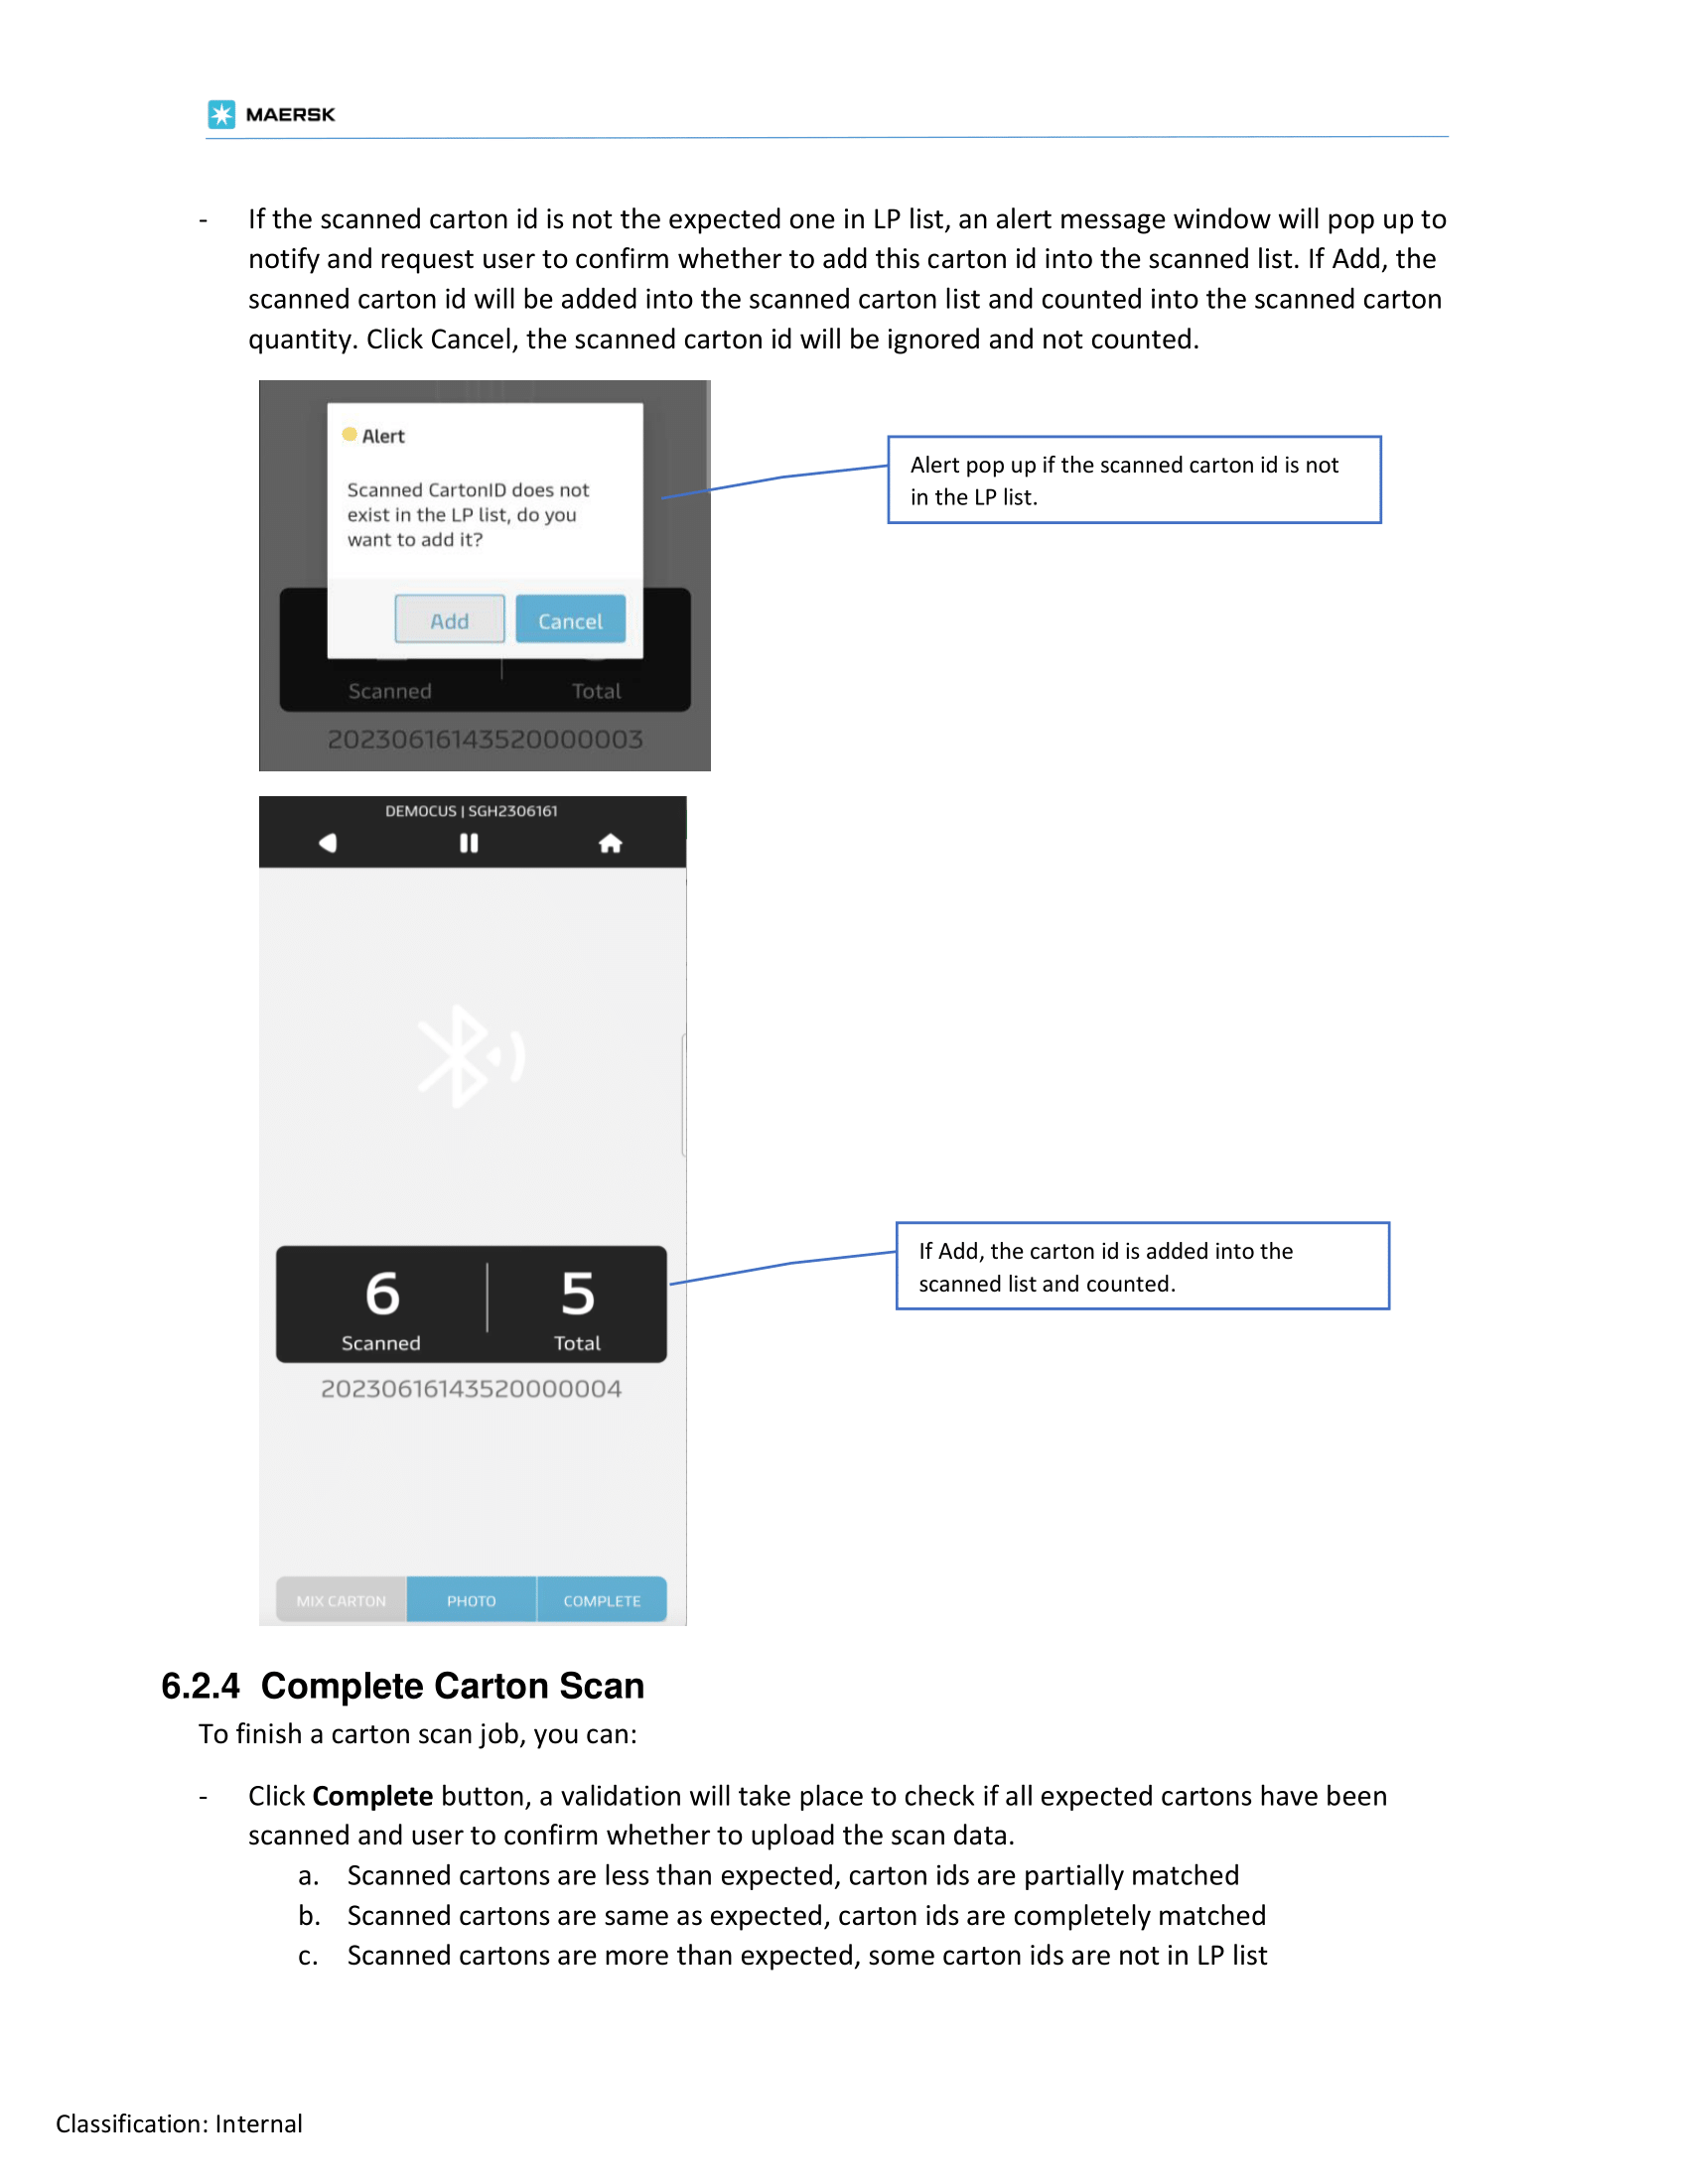 MAERSK
- If the scanned carton id is not the expected one in LP list, an alert message window will pop up to
notify and request user to confirm whether to add this carton id into the scanned list. If Add, the
scanned carton id will be added into the scanned carton list and counted into the scanned carton
quantity. Click Cancel, the scanned carton id will be ignored and not counted.
Alert
Scanned CartonID does not
exist in the LP list, do you
want to add it?
Add Cancel
Scanned Total
20230616143520000003
Alert pop up if the scanned carton id is not
in the LP list.
DEMOCUS | SGH2306161
6 5
Scanned Total
20230616143520000004
MIX CARTON PHOTO COMPLETE
If Add, the carton id is added into the
scanned list and counted.
6.2.4 Complete Carton Scan
To finish a carton scan job, you can:
- Click Complete button, a validation will take place to check if all expected cartons have been
scanned and user to confirm whether to upload the scan data.
a. Scanned cartons are less than expected, carton ids are partially matched
b. Scanned cartons are same as expected, carton ids are completely matched
c. Scanned cartons are more than expected, some carton ids are not in LP list
Classification: Internal